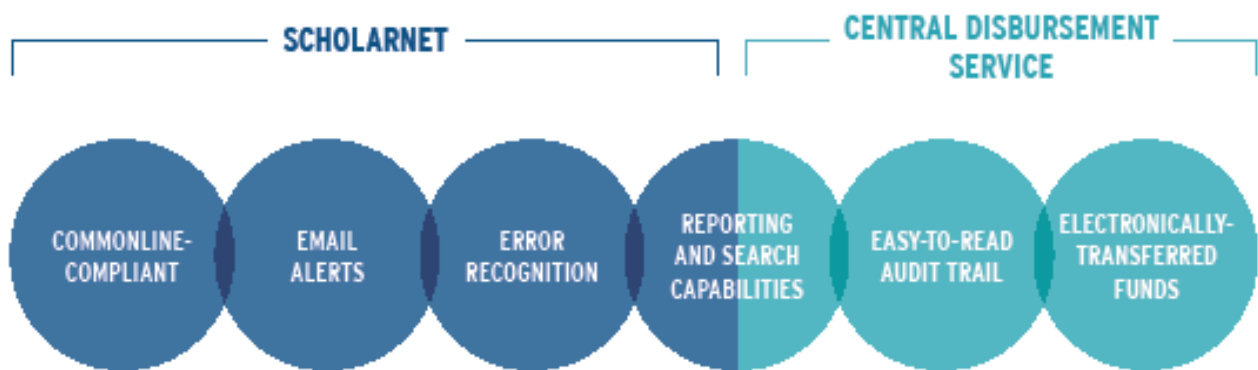 SCHOLARNET
CENTRAL DISBURSEMENT
SERVICE
COMMONLINE-
COMPLIANT
EMAIL
ALERTS
ERROR
RECOGNITION
REPORTING
AND SEARCH
CAPABILITIES
EASY-TO-READ
AUDIT TRAIL
ELECTRONICALLY-
TRANSFERRED
FUNDS